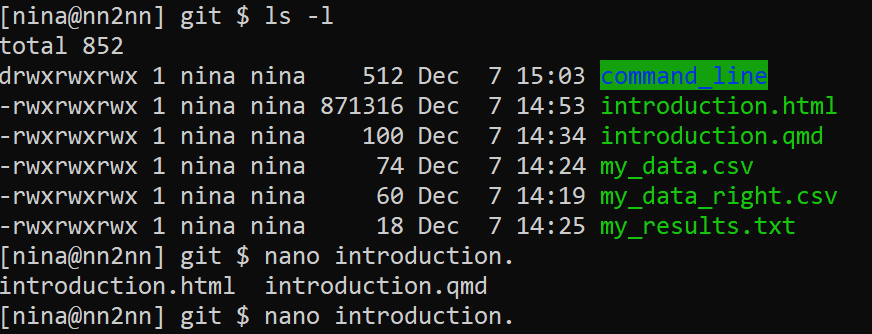 [nina@nn2nn] git $ ls -l
total 852
drwxrwxrwx 1 nina nina    512 Dec  7 15:03 command_line
-rwxrwxrwx 1 nina nina 871316 Dec  7 14:53 introduction.html
-rwxrwxrwx 1 nina nina    100 Dec  7 14:34 introduction.qmd
-rwxrwxrwx 1 nina nina     74 Dec  7 14:24 my_data.csv
-rwxrwxrwx 1 nina nina     60 Dec  7 14:19 my_data_right.csv
-rwxrwxrwx 1 nina nina     18 Dec  7 14:25 my_results.txt
[nina@nn2nn] git $ nano introduction.
introduction.html  introduction.qmd
[nina@nn2nn] git $ nano introduction.